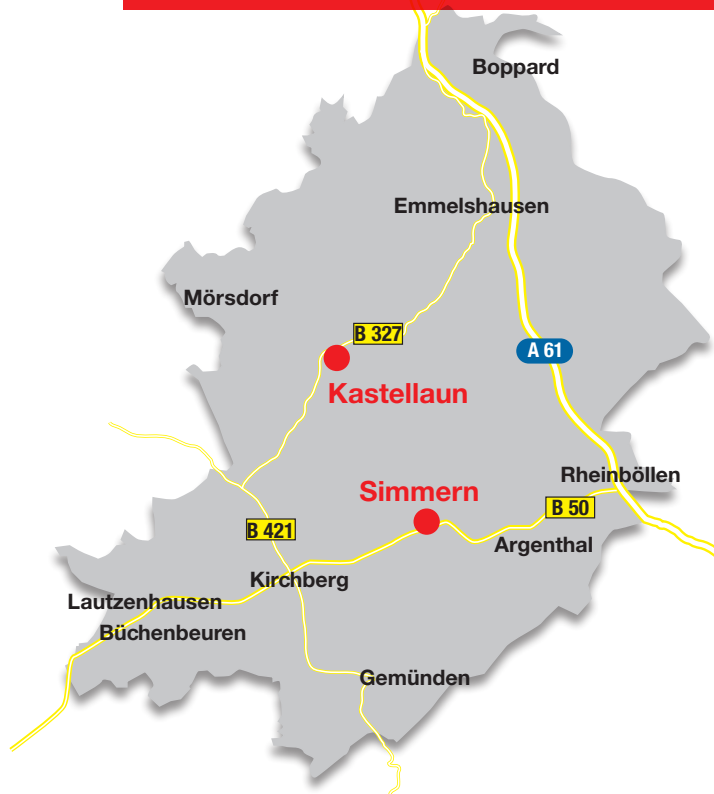 Boppard
Emmelshausen
Mörsdorf
B 327
A 61
Kastellaun
Rheinböllen
Simmern
B 50
B 421
Argenthal
Kirchberg
Lautzenhausen
Büchenbeuren
Gemünden